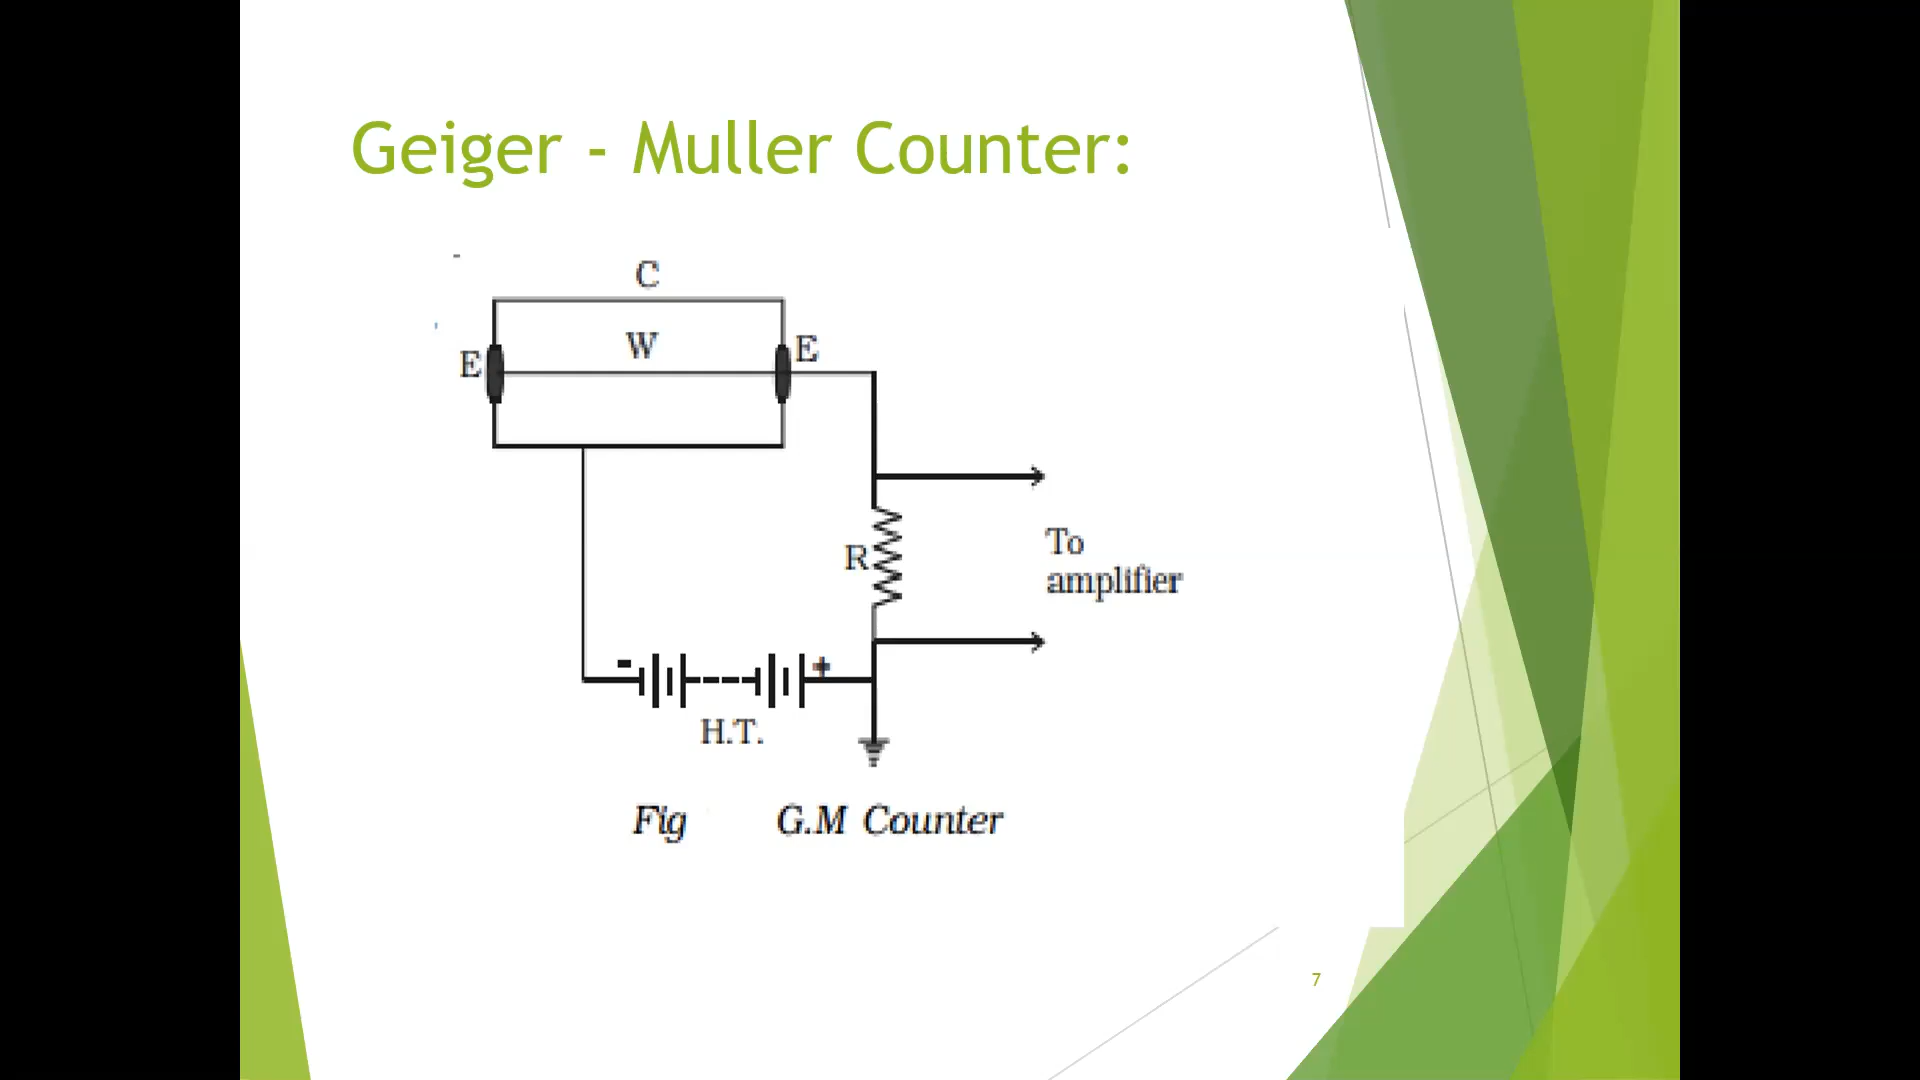 Geiger - Muller Counter:
C
W
E
E
R
To
amplifier
- +
H.T.
Fig G.M Counter
7